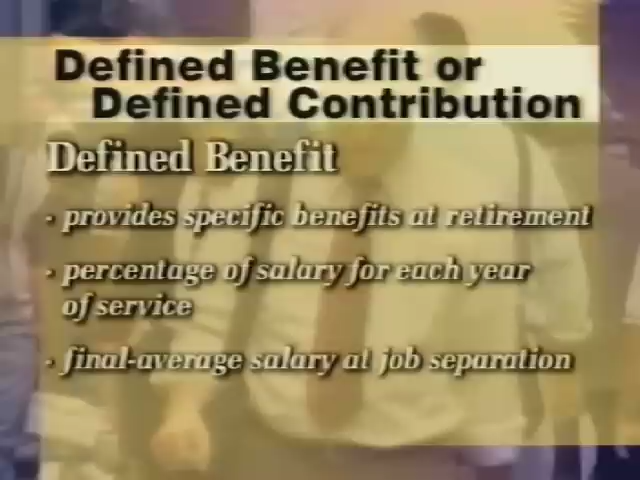 Defined Benefit or
Defined Contribution
Defined Benefit
· provides specific benefits at retirement
· percentage of salary for each year
of service
· final-average salary at job separation